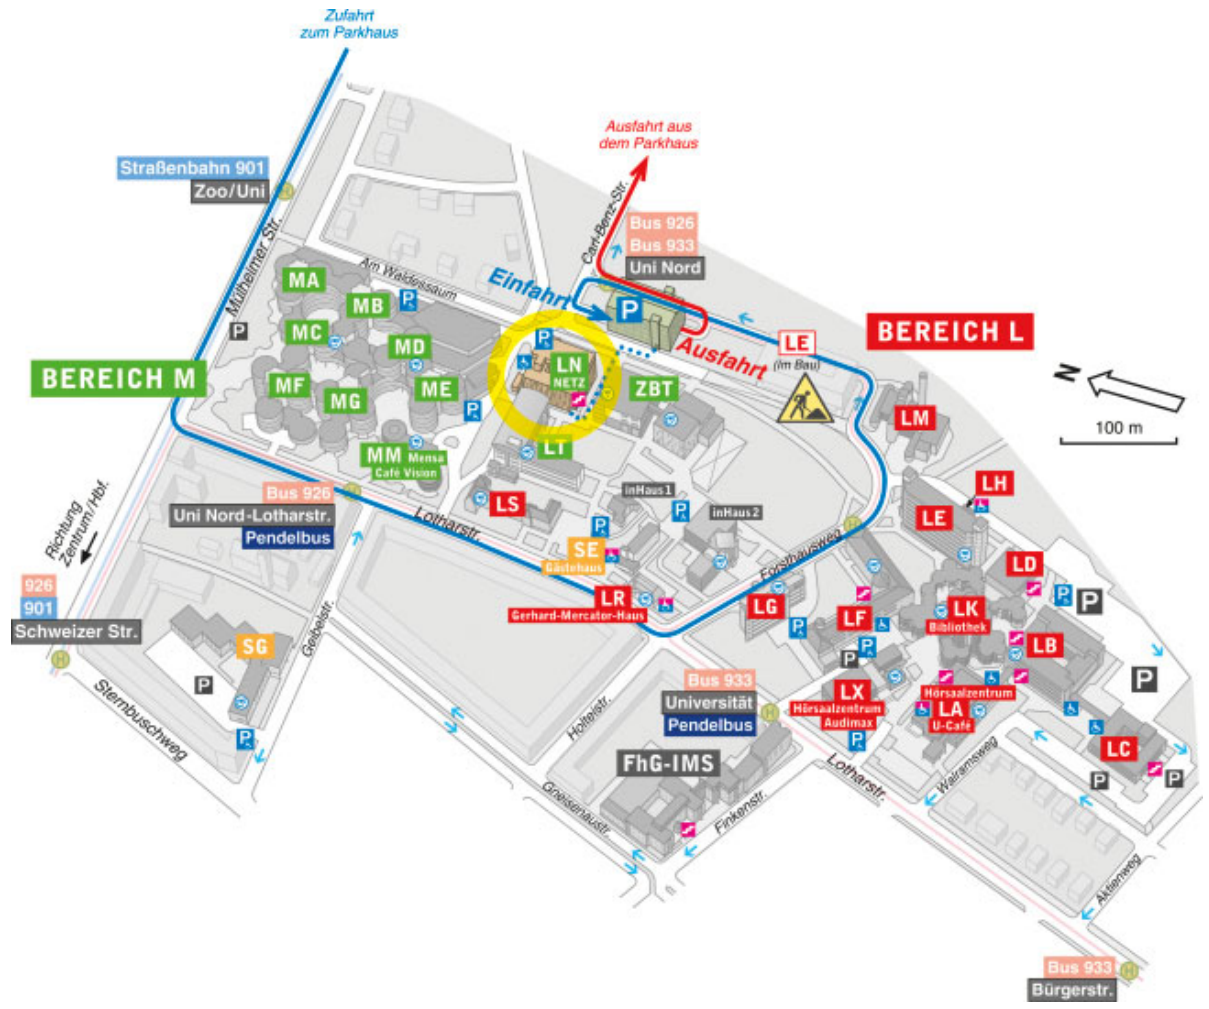 Zufahrt
zum Parkhaus
Ausfahrt aus
dem Parkhaus
Straßenbahn 901
Zoo/Uni
Mülheimer Str.
Carl-Benz-Str.
Bus 926
Bus 933
Uni Nord
Am Waldessaum
MA
MB
MC
MD
MF
MG
ME
MM Mensa
Café Vision
P
BEREICH M
Einfahrt
P
Ausfahrt
LE
(im Bau)
BEREICH L
LN
NETZ
ZBT
LT
LS
LM
N
100 m
LH
LE
Bus 926
Uni Nord-Lotharstr.
Pendelbus
Lotharstr.
inHaus1
inHaus2
SE
Gästehaus
LR
Gerhard-Mercator-Haus
Forsthausweg
LG
LF
LD
LK
Bibliothek
LB
P
P
P
Richtung
Zentrum/Hbf.
926
901
Schweizer Str.
H
SG
P
Geibelstr.
Sternbuschweg
Holteistr.
Bus 933
Universität
Pendelbus
H
LX
Hörsaalzentrum
Audimax
Hörsaalzentrum
LA
U-Café
LC
P
P
FhG-IMS
Gneisenaustr.
Finkenstr.
Lotharstr.
Walramsweg
Aktienweg
Bus 933
H
Bürgerstr.